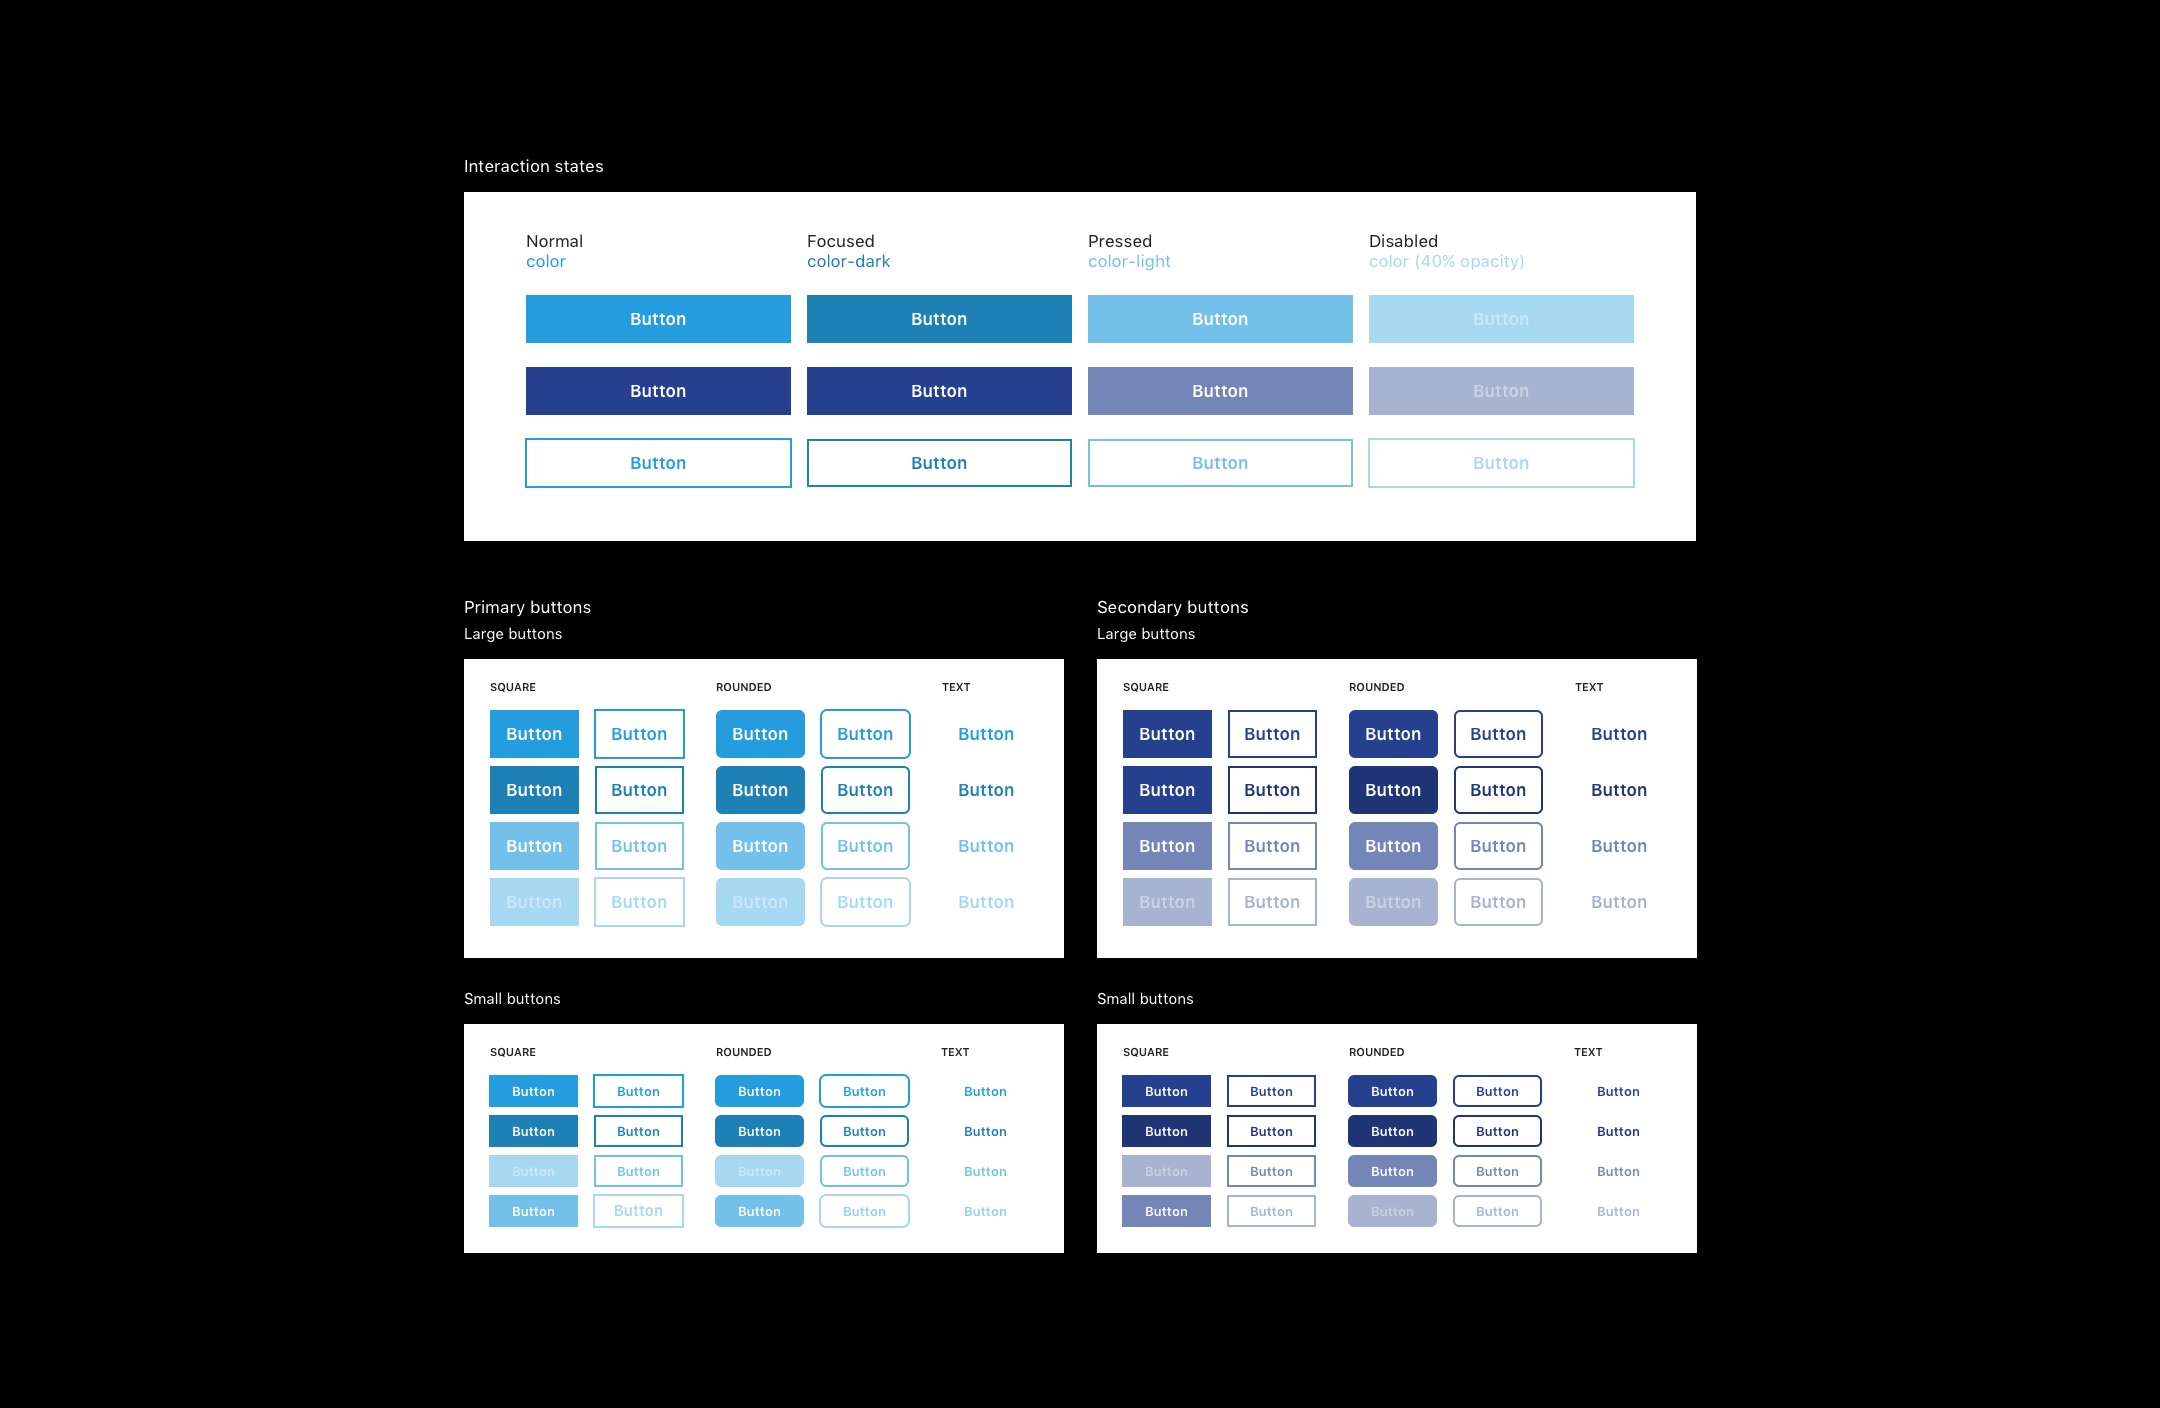 Interaction states
Normal Focused Pressed Disabled
color color-dark color-light color (40% opacity)
Button Button Button Button
Button Button Button Button
Button Button Button Button
Primary buttons
Large buttons
SQUARE ROUNDED TEXT
Button Button Button Button Button
Button Button Button Button Button
Button Button Button Button Button
Button Button Button Button Button
Secondary buttons
Large buttons
SQUARE ROUNDED TEXT
Button Button Button Button Button
Button Button Button Button Button
Button Button Button Button Button
Button Button Button Button Button
Small buttons
SQUARE ROUNDED TEXT
Button Button Button Button Button
Button Button Button Button Button
Button Button Button Button Button
Button Button Button Button Button
Small buttons
SQUARE ROUNDED TEXT
Button Button Button Button Button
Button Button Button Button Button
Button Button Button Button Button
Button Button Button Button Button